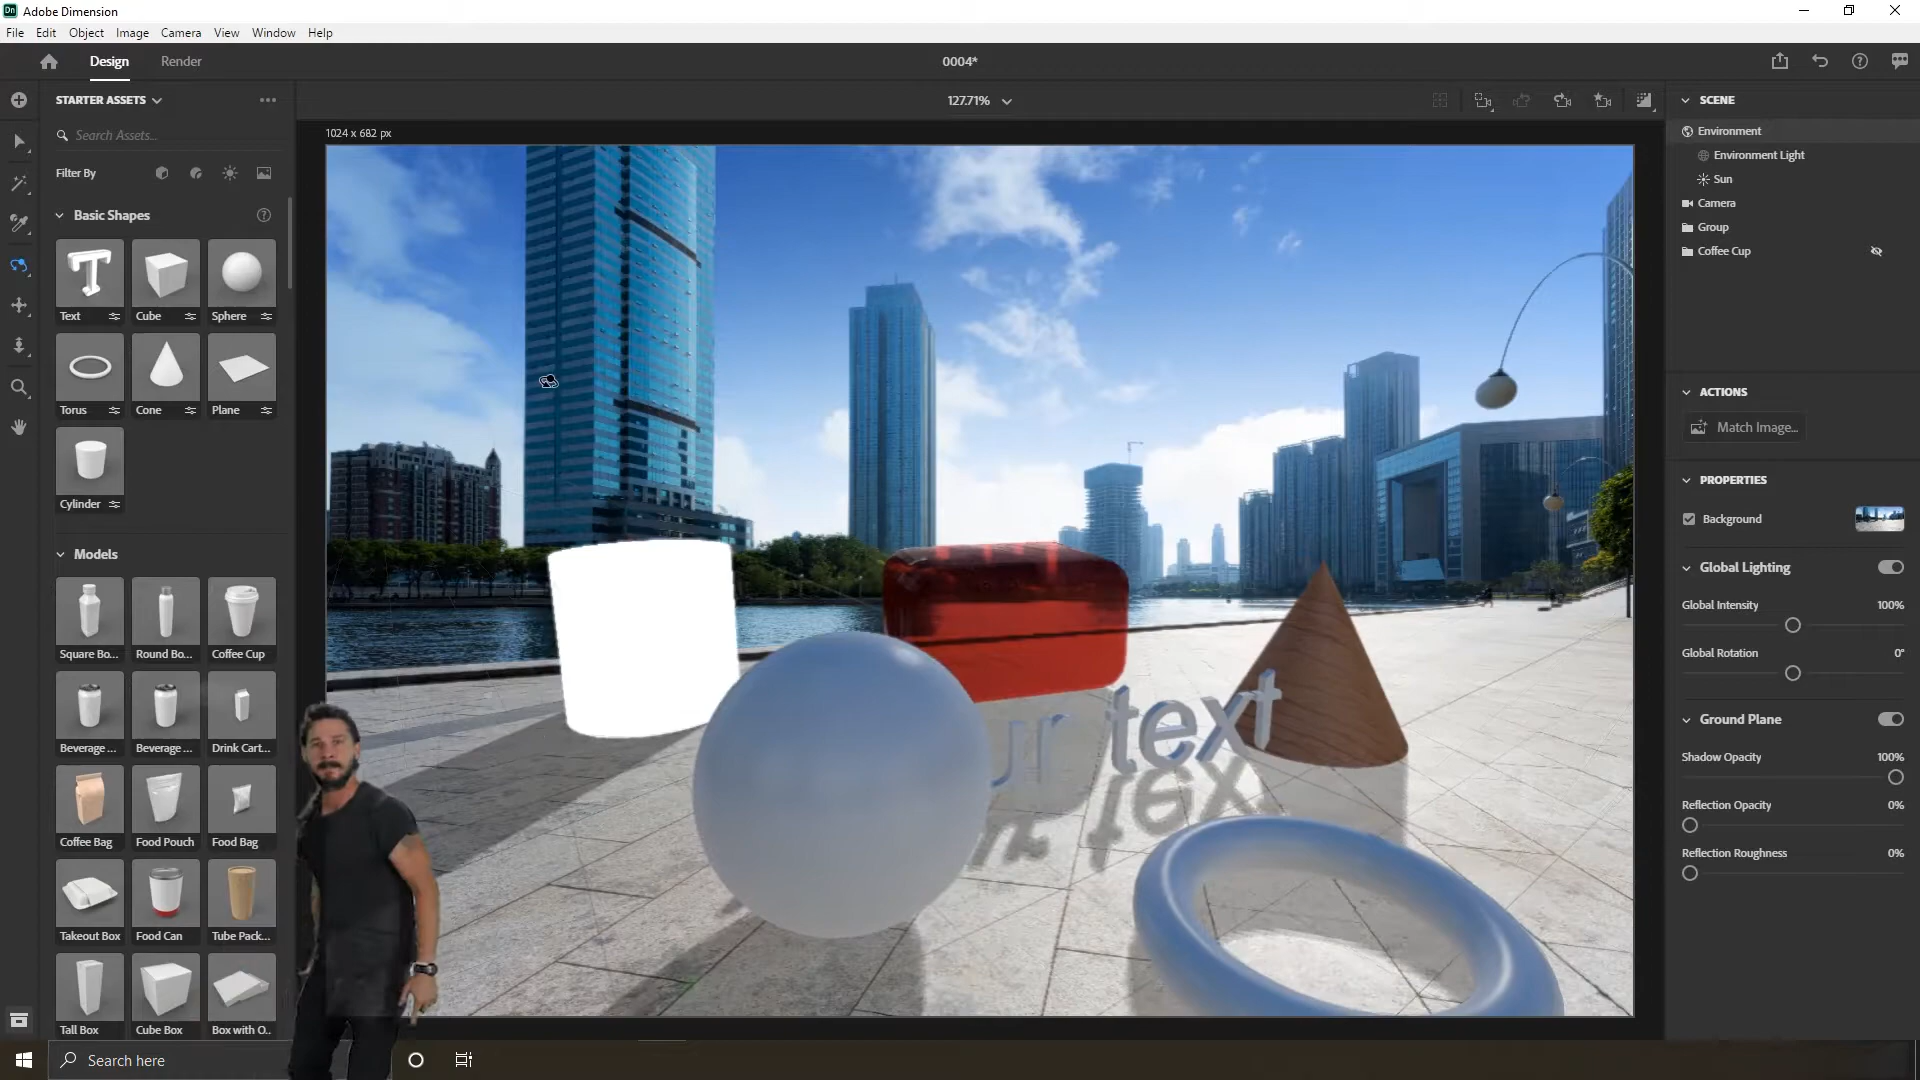 Adobe Dimension
File Edit Object Image Camera View Window Help
Design Render 0004*
STARTER ASSETS
127.71%
SCENE
Search Assets...
1024 x 682 px
Environment
Environment Light
Filter By
Sun
Camera
Basic Shapes
Group
Coffee Cup
Text Cube Sphere
ACTIONS
Torus Cone Plane
Match Image...
PROPERTIES
Cylinder
Background
Models
Global Lighting
Global Intensity 100%
Square Bo... Round Bo... Coffee Cup
Global Rotation 0°
ur text
Ground Plane
Beverage ... Beverage ... Drink Cart...
Shadow Opacity 100%
Reflection Opacity 0%
Coffee Bag Food Pouch Food Bag
Reflection Roughness 0%
Takeout Box Food Can Tube Pack...
Tall Box Cube Box Box with O..
Search here